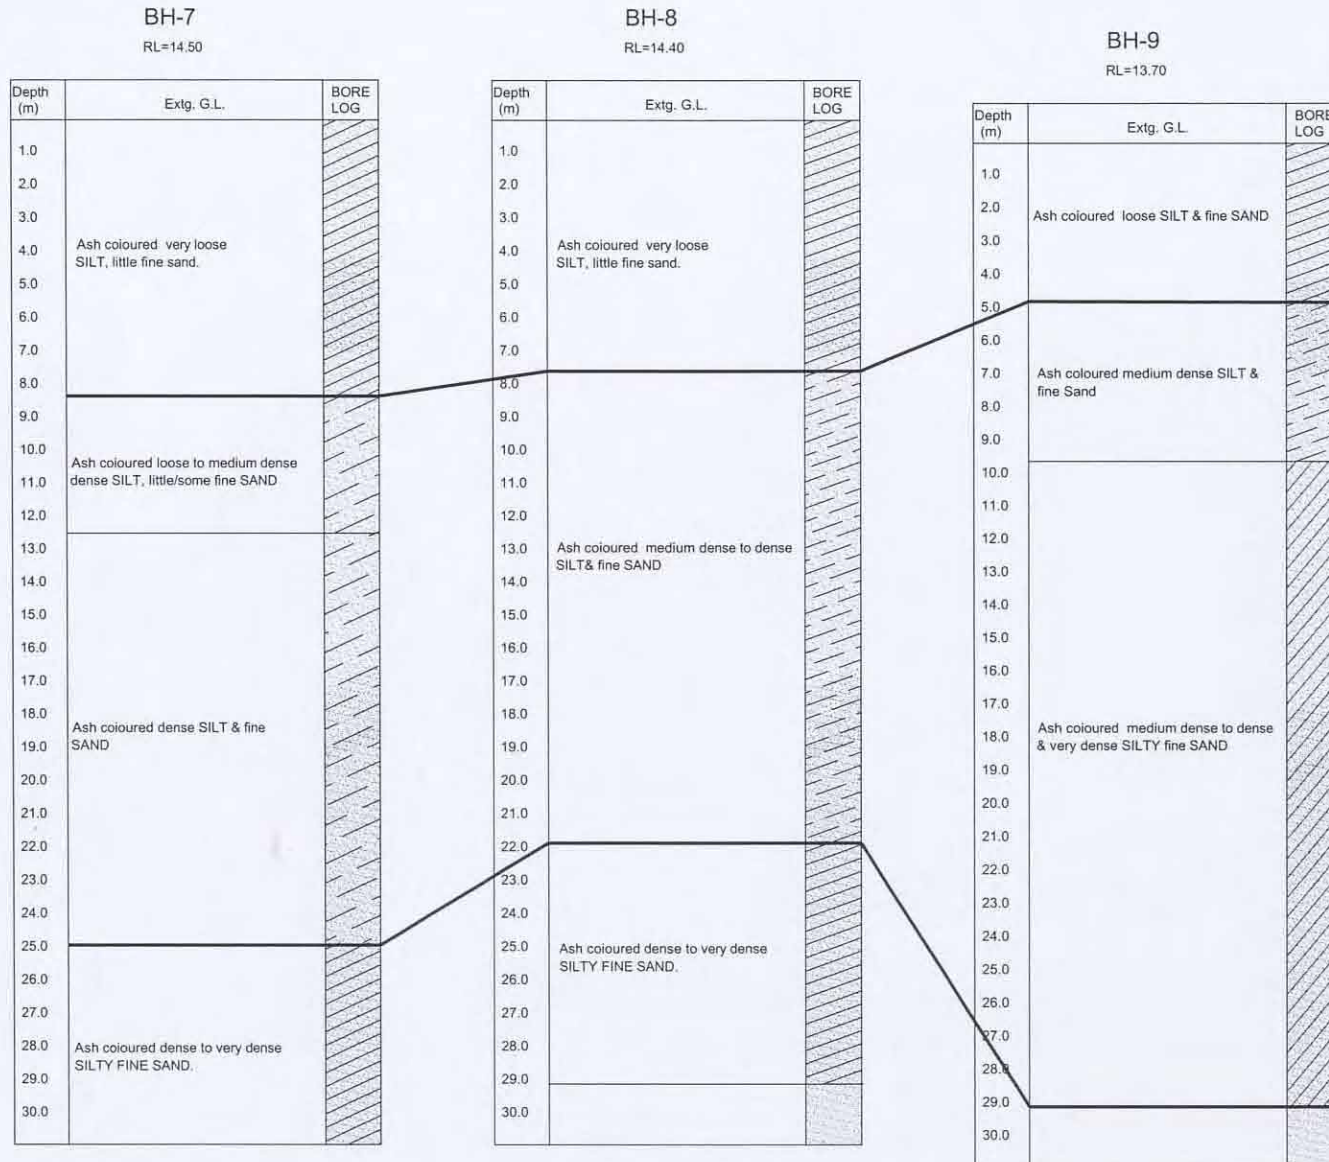 BH-7
RL=14.50
Depth
(m)
Extg. G.L.
BORE
LOG
1.0
2.0
3.0
4.0
5.0
6.0
7.0
8.0
9.0
10.0
11.0
12.0
13.0
14.0
15.0
16.0
17.0
18.0
19.0
20.0
21.0
22.0
23.0
24.0
25.0
26.0
27.0
28.0
29.0
30.0
Ash coioured very loose
SILT, little fine sand.
Ash coioured loose to medium dense
dense SILT, little/some fine SAND
Ash coioured dense SILT & fine
SAND
Ash coioured dense to very dense
SILTY FINE SAND.
BH-8
RL=14.40
Depth
(m)
Extg. G.L.
BORE
LOG
1.0
2.0
3.0
4.0
5.0
6.0
7.0
8.0
9.0
10.0
11.0
12.0
13.0
14.0
15.0
16.0
17.0
18.0
19.0
20.0
21.0
22.0
23.0
24.0
25.0
26.0
27.0
28.0
29.0
30.0
Ash coioured very loose
SILT, little fine sand.
Ash coioured medium dense to dense
SILT& fine SAND
Ash coioured dense to very dense
SILTY FINE SAND.
BH-9
RL=13.70
Depth
(m)
Extg. G.L.
BORE
LOG
1.0
2.0
3.0
4.0
5.0
6.0
7.0
8.0
9.0
10.0
11.0
12.0
13.0
14.0
15.0
16.0
17.0
18.0
19.0
20.0
21.0
22.0
23.0
24.0
25.0
26.0
27.0
28.0
29.0
30.0
Ash coioured loose SILT & fine SAND
Ash coioured medium dense SILT &
fine Sand
Ash coioured medium dense to dense
& very dense SILTY fine SAND